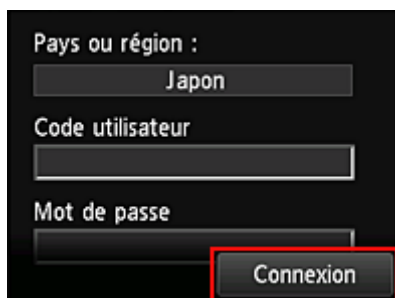 Pays ou région :
Japon
Code utilisateur
Mot de passe
Connexion